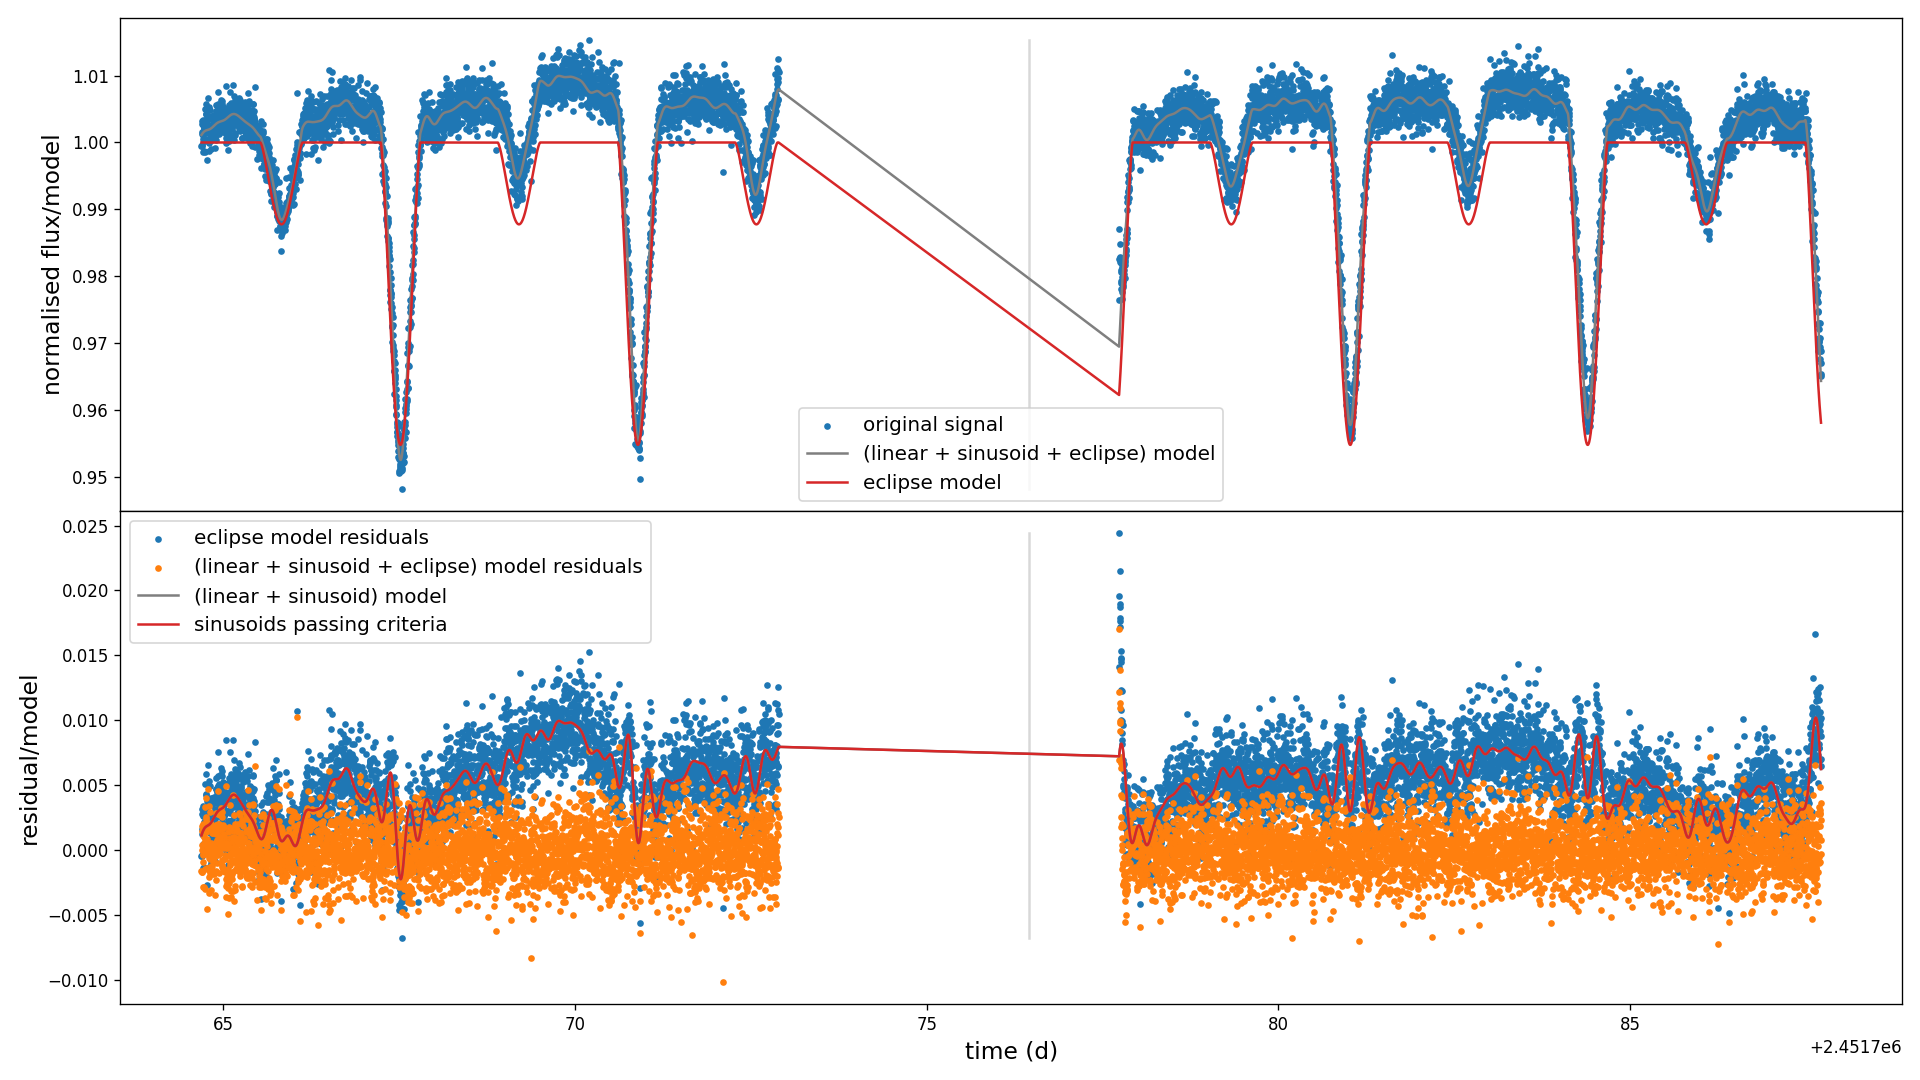 normalised flux/model
1.01
1.00
0.99
0.98
0.97
0.96
0.95
original signal
(linear + sinusoid + eclipse) model
eclipse model
residual/model
0.025
0.020
0.015
0.010
0.005
0.000
−0.005
−0.010
eclipse model residuals
(linear + sinusoid + eclipse) model residuals
(linear + sinusoid) model
sinusoids passing criteria
65 70 75 80 85
time (d)
+2.4517e6